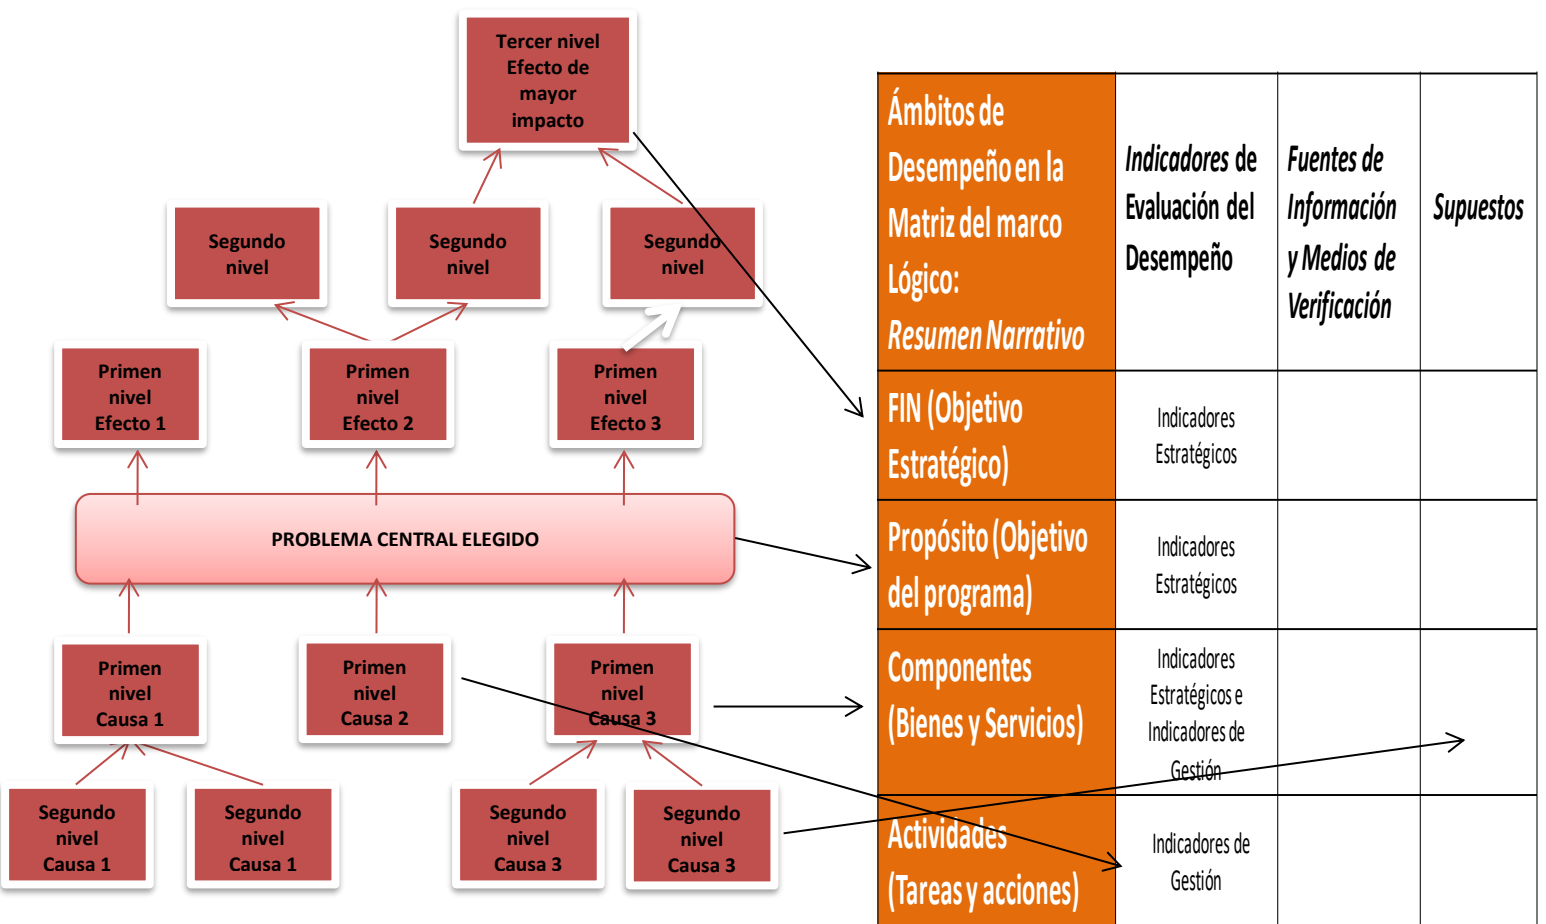 Tercer nivel
Efecto de
mayor
impacto
Segundo
nivel
Segundo
nivel
Segundo
nivel
Primen
nivel
Efecto 1
Primen
nivel
Efecto 2
Primen
nivel
Efecto 3
PROBLEMA CENTRAL ELEGIDO
Primen
nivel
Causa 1
Primen
nivel
Causa 2
Primen
nivel
Causa 3
Segundo
nivel
Causa 1
Segundo
nivel
Causa 1
Segundo
nivel
Causa 3
Segundo
nivel
Causa 3
Ámbitos de
Desempeño en la
Matriz del marco
Lógico:
Resumen Narrativo
Indicadores de
Evaluación del
Desempeño
Fuentes de
Información
y Medios de
Verificación
Supuestos
FIN (Objetivo
Estratégico)
Indicadores
Estratégicos
Propósito (Objetivo
del programa)
Indicadores
Estratégicos
Componentes
(Bienes y Servicios)
Indicadores
Estratégicos e
Indicadores de
Gestión
Actividades
(Tareas y acciones)
Indicadores de
Gestión